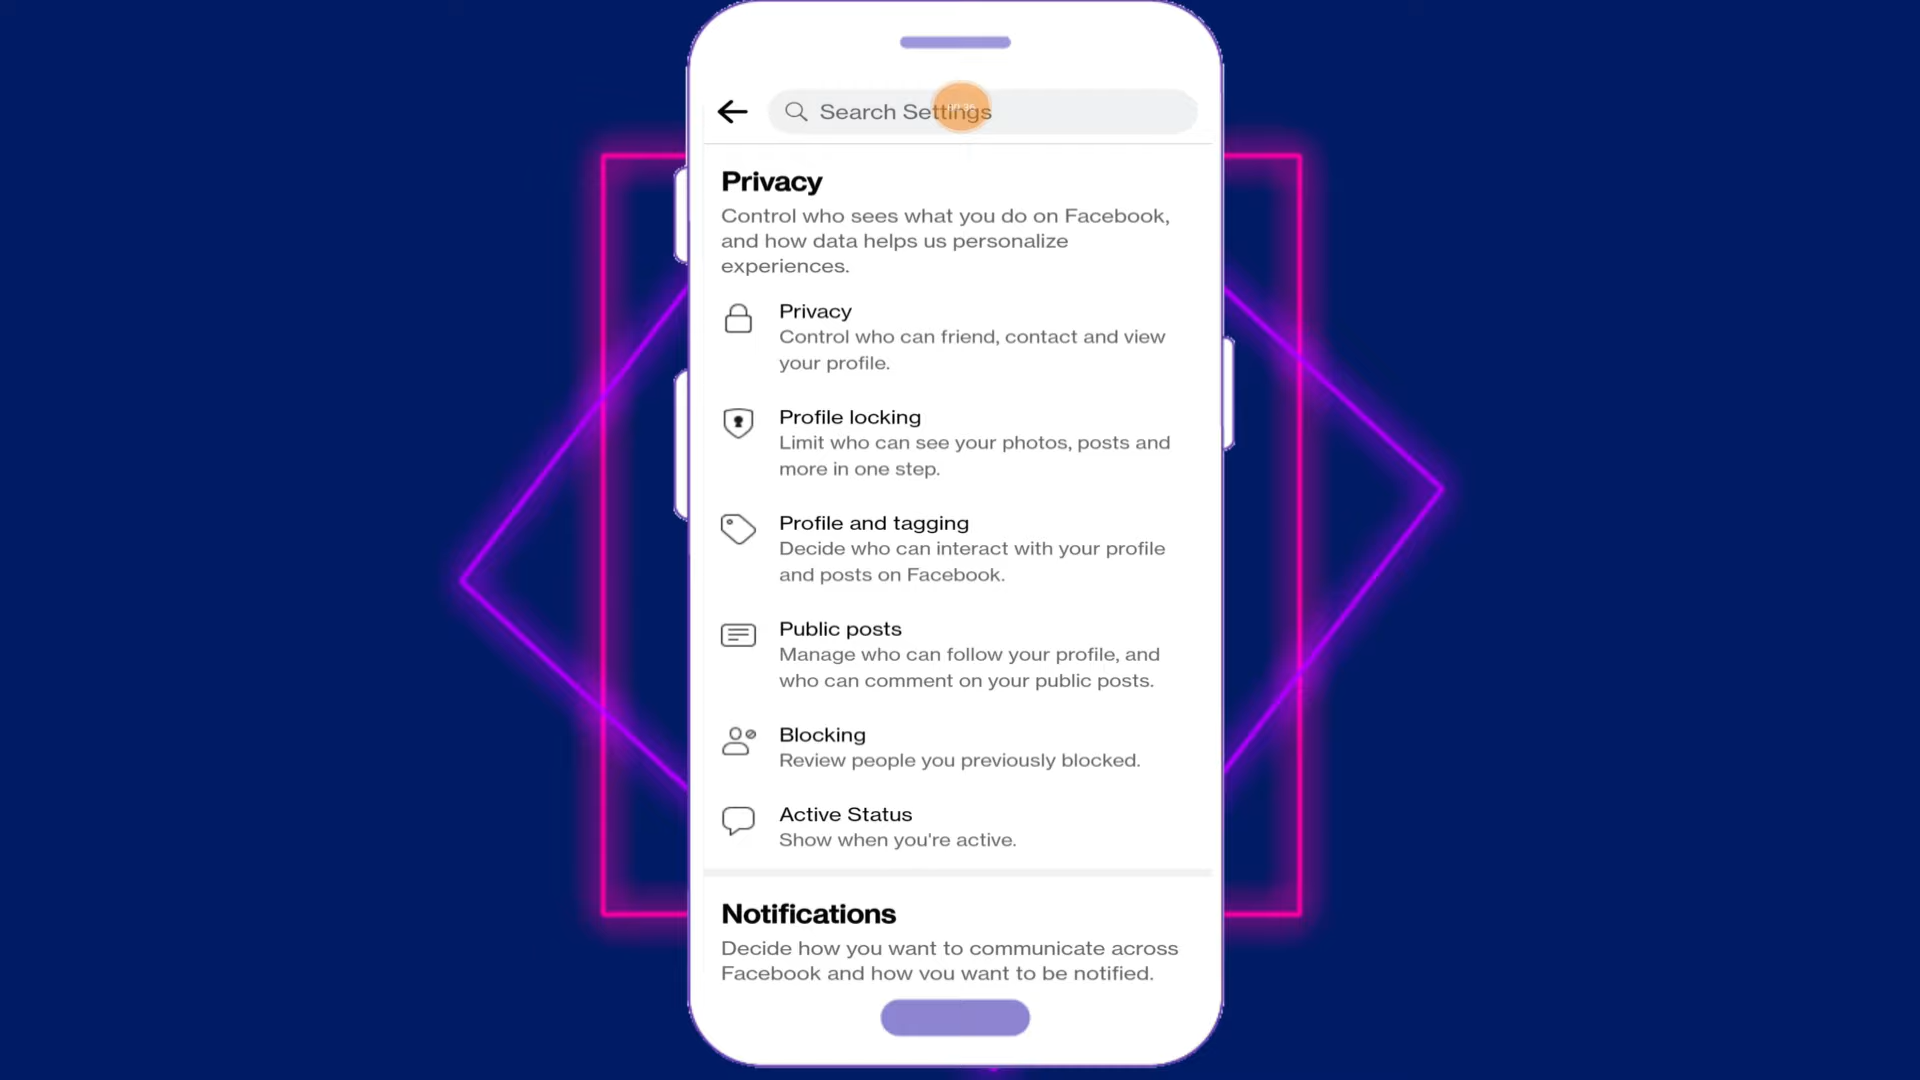 Search Settings
Privacy
Control who sees what you do on Facebook,
and how data helps us personalize
experiences.
Privacy
Control who can friend, contact and view
your profile.
Profile locking
Limit who can see your photos, posts and
more in one step.
Profile and tagging
Decide who can interact with your profile
and posts on Facebook.
Public posts
Manage who can follow your profile, and
who can comment on your public posts.
Blocking
Review people you previously blocked.
Active Status
Show when you're active.
Notifications
Decide how you want to communicate across
Facebook and how you want to be notified.